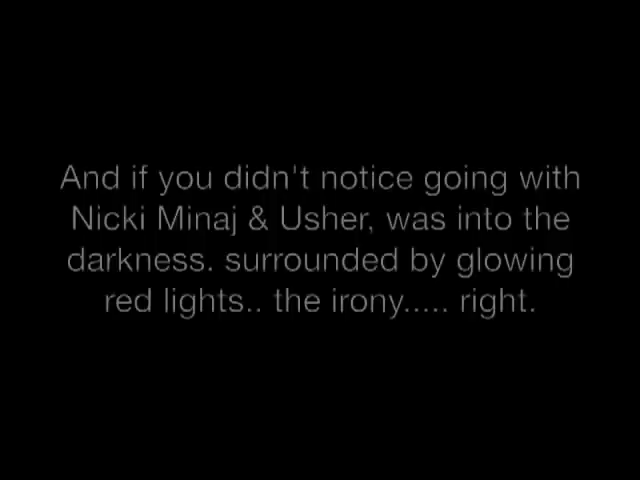 And if you didn't notice going with
Nicki Minaj & Usher, was into the
darkness. surrounded by glowing
red lights.. the irony..... right.